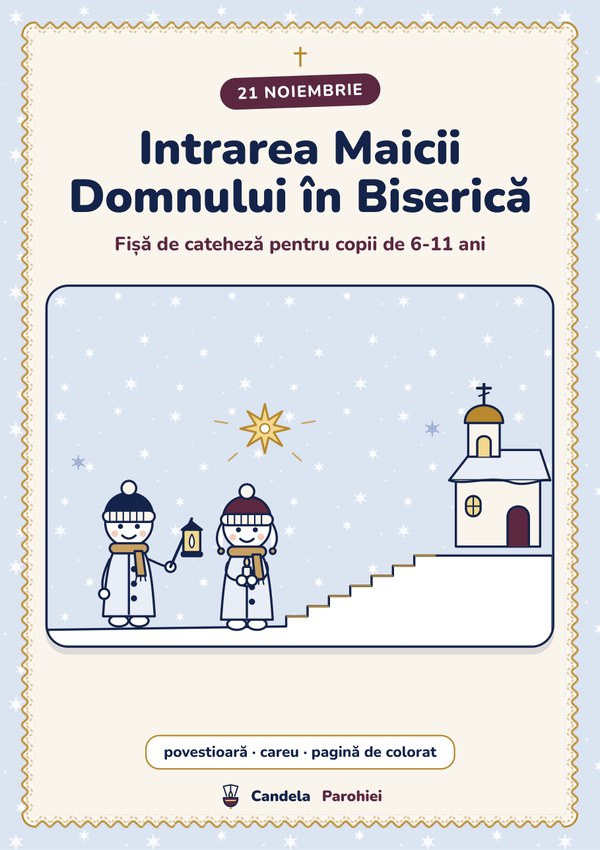 21 NOIEMBRIE
Intrarea Maicii
Domnului în Biserică
Fișă de cateheză pentru copii de 6-11 ani
povestioară · careu · pagină de colorat
Candela Parohiei